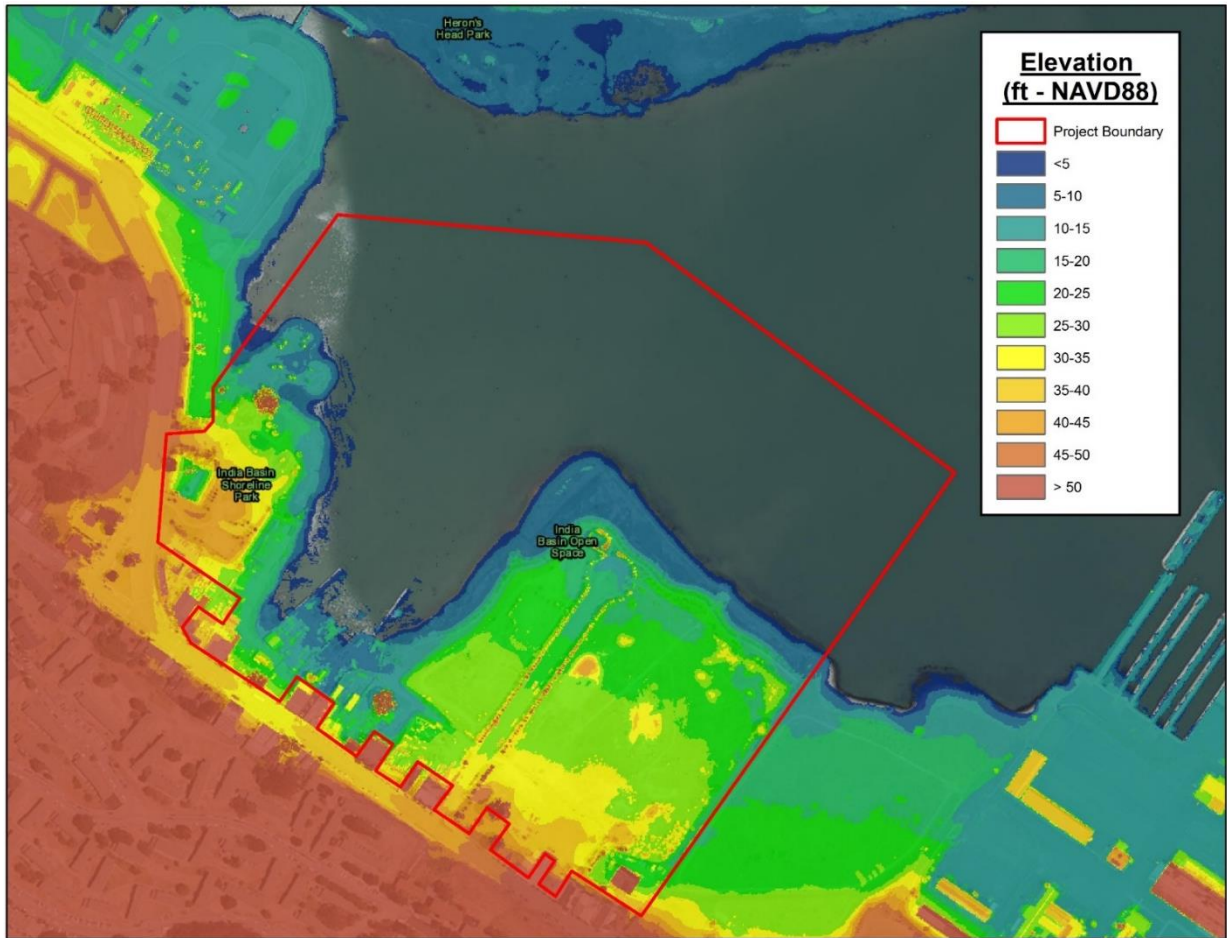 Heron's
Head Park
Elevation
(ft - NAVD88)
Project Boundary
<5
5-10
10-15
15-20
20-25
25-30
30-35
35-40
40-45
45-50
> 50
India Basin
Shoreline
Park
India
Basin Open
Space